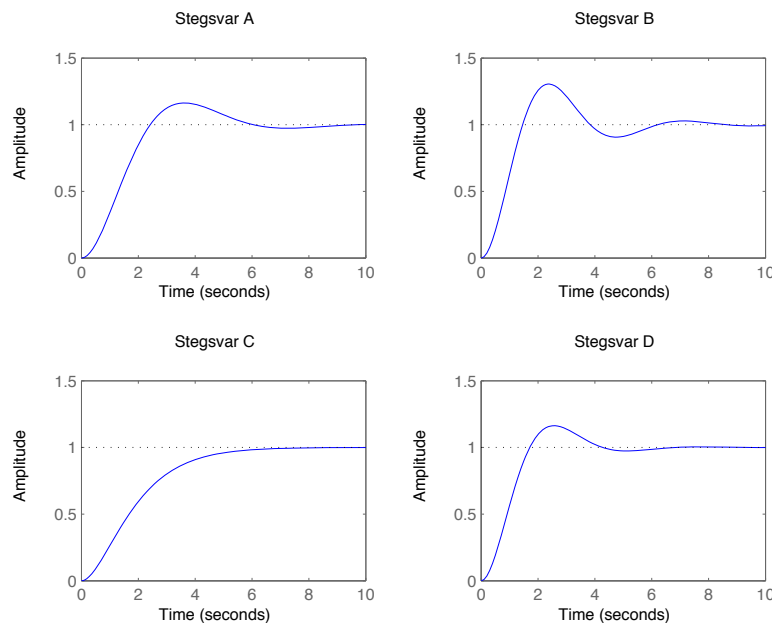 Stegsvar A
1.5
1
0.5
0
Amplitude
0 2 4 6 8 10
Time (seconds)
Stegsvar B
1.5
1
0.5
0
Amplitude
0 2 4 6 8 10
Time (seconds)
Stegsvar C
1.5
1
0.5
0
Amplitude
0 2 4 6 8 10
Time (seconds)
Stegsvar D
1.5
1
0.5
0
Amplitude
0 2 4 6 8 10
Time (seconds)